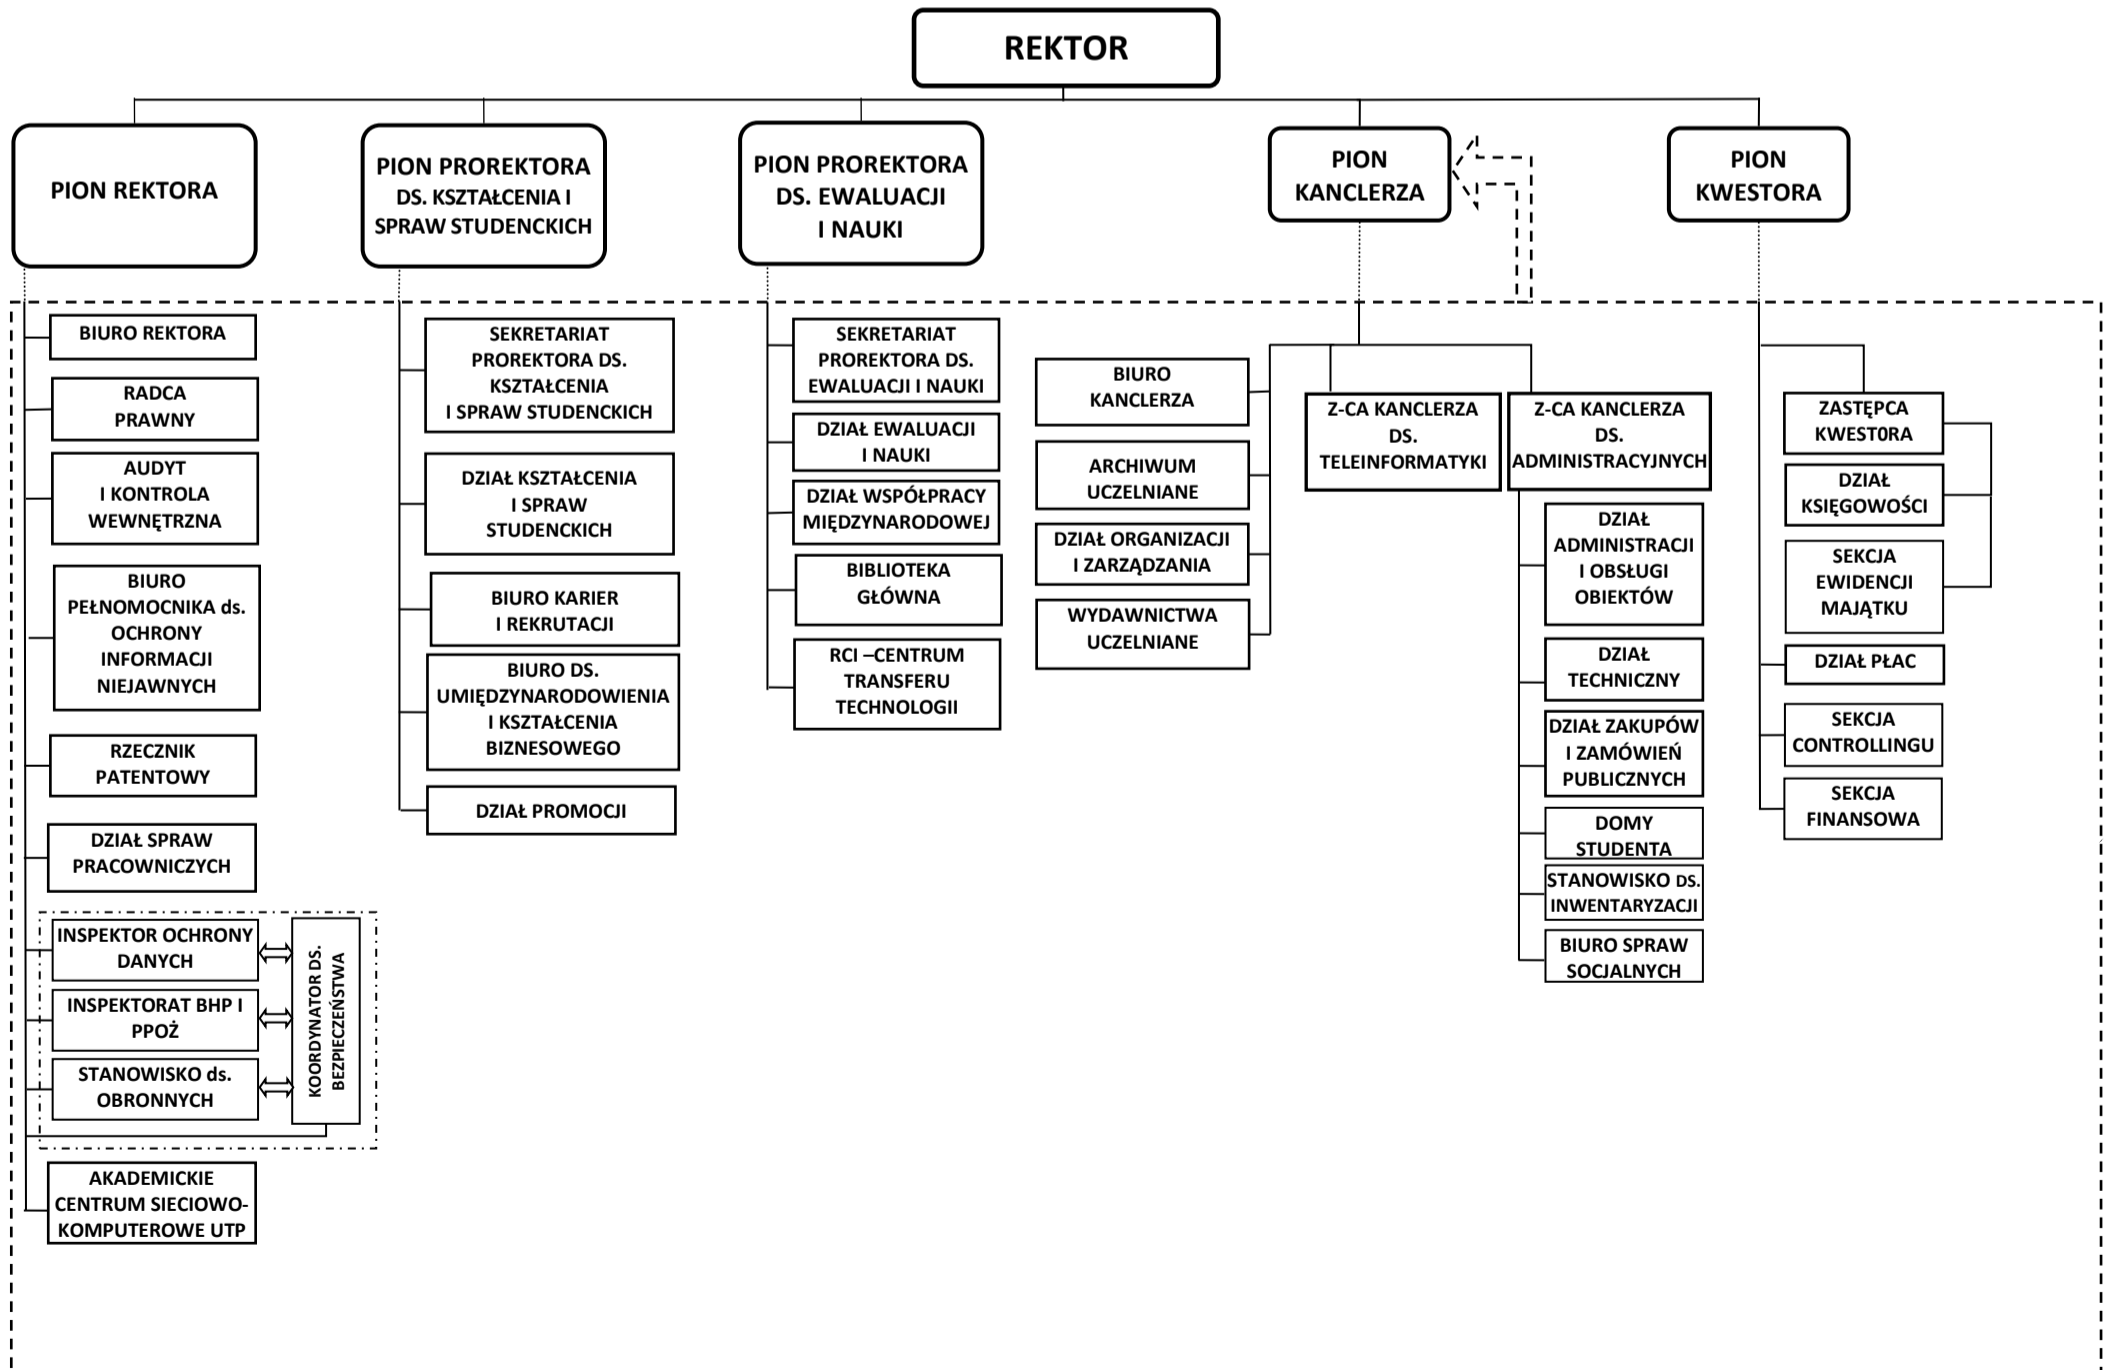 REKTOR
PION REKTORA
PION PROREKTORA
DS. KSZTAŁCENIA I
SPRAW STUDENCKICH
PION PROREKTORA
DS. EWALUACJI
I NAUKI
PION
KANCLERZA
PION
KWESTORA
BIURO REKTORA
RADCA
PRAWNY
AUDYT
I KONTROLA
WEWNĘTRZNA
BIURO
PEŁNOMOCNIKA ds.
OCHRONY
INFORMACJI
NIEJAWNYCH
RZECZNIK
PATENTOWY
DZIAŁ SPRAW
PRACOWNICZYCH
INSPEKTOR OCHRONY
DANYCH
INSPEKTORAT BHP I
PPOŻ
STANOWISKO ds.
OBRONNYCH
KOORDYNATOR DS.
BEZPIECZEŃSTWA
AKADEMICKIE
CENTRUM SIECIOWO-
KOMPUTEROWE UTP
SEKRETARIAT
PROREKTORA DS.
KSZTAŁCENIA
I SPRAW STUDENCKICH
DZIAŁ KSZTAŁCENIA
I SPRAW
STUDENCKICH
BIURO KARIER
I REKRUTACJI
BIURO DS.
UMIĘDZYNARODOWIENIA
I KSZTAŁCENIA
BIZNESOWEGO
DZIAŁ PROMOCJI
SEKRETARIAT
PROREKTORA DS.
EWALUACJI I NAUKI
DZIAŁ EWALUACJI
I NAUKI
DZIAŁ WSPÓŁPRACY
MIĘDZYNARODOWEJ
BIBLIOTEKA
GŁÓWNA
RCI –CENTRUM
TRANSFERU
TECHNOLOGII
BIURO
KANCLERZA
ARCHIWUM
UCZELNIANE
DZIAŁ ORGANIZACJI
I ZARZĄDZANIA
WYDAWNICTWA
UCZELNIANE
Z-CA KANCLERZA
DS.
TELEINFORMATYKI
Z-CA KANCLERZA
DS.
ADMINISTRACYJNYCH
DZIAŁ
ADMINISTRACJI
I OBSŁUGI
OBIEKTÓW
DZIAŁ
TECHNICZNY
DZIAŁ ZAKUPÓW
I ZAMÓWIEŃ
PUBLICZNYCH
DOMY
STUDENTA
STANOWISKO DS.
INWENTARYZACJI
BIURO SPRAW
SOCJALNYCH
ZASTĘPCA
KWEST0RA
DZIAŁ
KSIĘGOWOŚCI
SEKCJA
EWIDENCJI
MAJĄTKU
DZIAŁ PŁAC
SEKCJA
CONTROLLINGU
SEKCJA
FINANSOWA